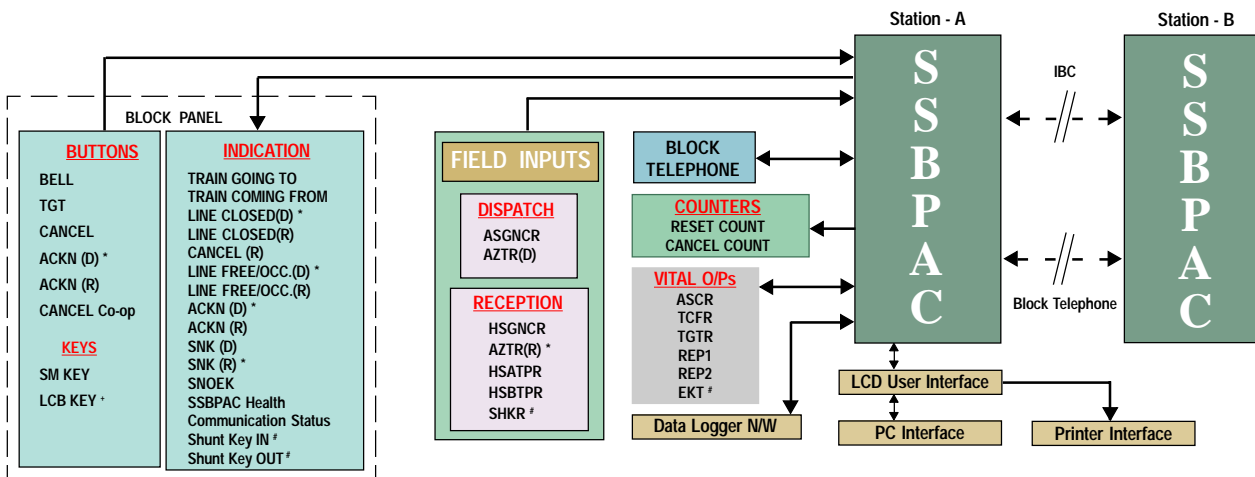 Station - A
Station - B
SSBPAC
SSBPAC
IBC
Block Telephone
BLOCK PANEL
BUTTONS
BELL
TGT
CANCEL
ACKN (D) *
ACKN (R)
CANCEL Co-op
KEYS
SM KEY
LCB KEY +
INDICATION
TRAIN GOING TO
TRAIN COMING FROM
LINE CLOSED(D) *
LINE CLOSED(R)
CANCEL (R)
LINE FREE/OCC.(D) *
LINE FREE/OCC.(R)
ACKN (D) *
ACKN (R)
SNK (D)
SNK (R) *
SNOEK
SSBPAC Health
Communication Status
Shunt Key IN #
Shunt Key OUT #
FIELD INPUTS
DISPATCH
ASGNCR
AZTR(D)
RECEPTION
HSGNCR
AZTR(R) *
HSATPR
HSBTPR
SHKR #
BLOCK
TELEPHONE
COUNTERS
RESET COUNT
CANCEL COUNT
VITAL O/Ps
ASCR
TCFR
TGTR
REP1
REP2
EKT #
Data Logger N/W
LCD User Interface
PC Interface
Printer Interface